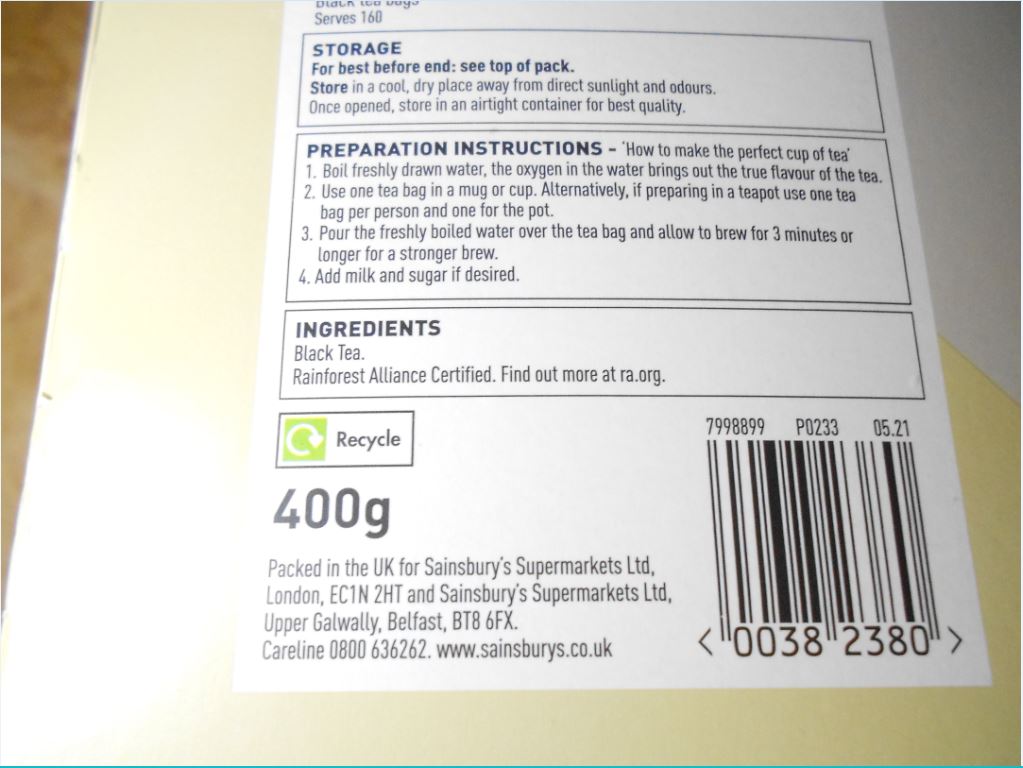 Black tea bags
Serves 160
STORAGE
For best before end: see top of pack.
Store in a cool, dry place away from direct sunlight and odours.
Once opened, store in an airtight container for best quality.
PREPARATION INSTRUCTIONS – 'How to make the perfect cup of tea'
1. Boil freshly drawn water, the oxygen in the water brings out the true flavour of the tea.
2. Use one tea bag in a mug or cup. Alternatively, if preparing in a teapot use one tea
bag per person and one for the pot.
3. Pour the freshly boiled water over the tea bag and allow to brew for 3 minutes or
longer for a stronger brew.
4. Add milk and sugar if desired.
INGREDIENTS
Black Tea.
Rainforest Alliance Certified. Find out more at ra.org.
Recycle
400g
Packed in the UK for Sainsbury's Supermarkets Ltd,
London, EC1N 2HT and Sainsbury's Supermarkets Ltd,
Upper Galwally, Belfast, BT8 6FX.
Careline 0800 636262. www.sainsburys.co.uk
7998899 P0233 05.21
< 0038 2380 >